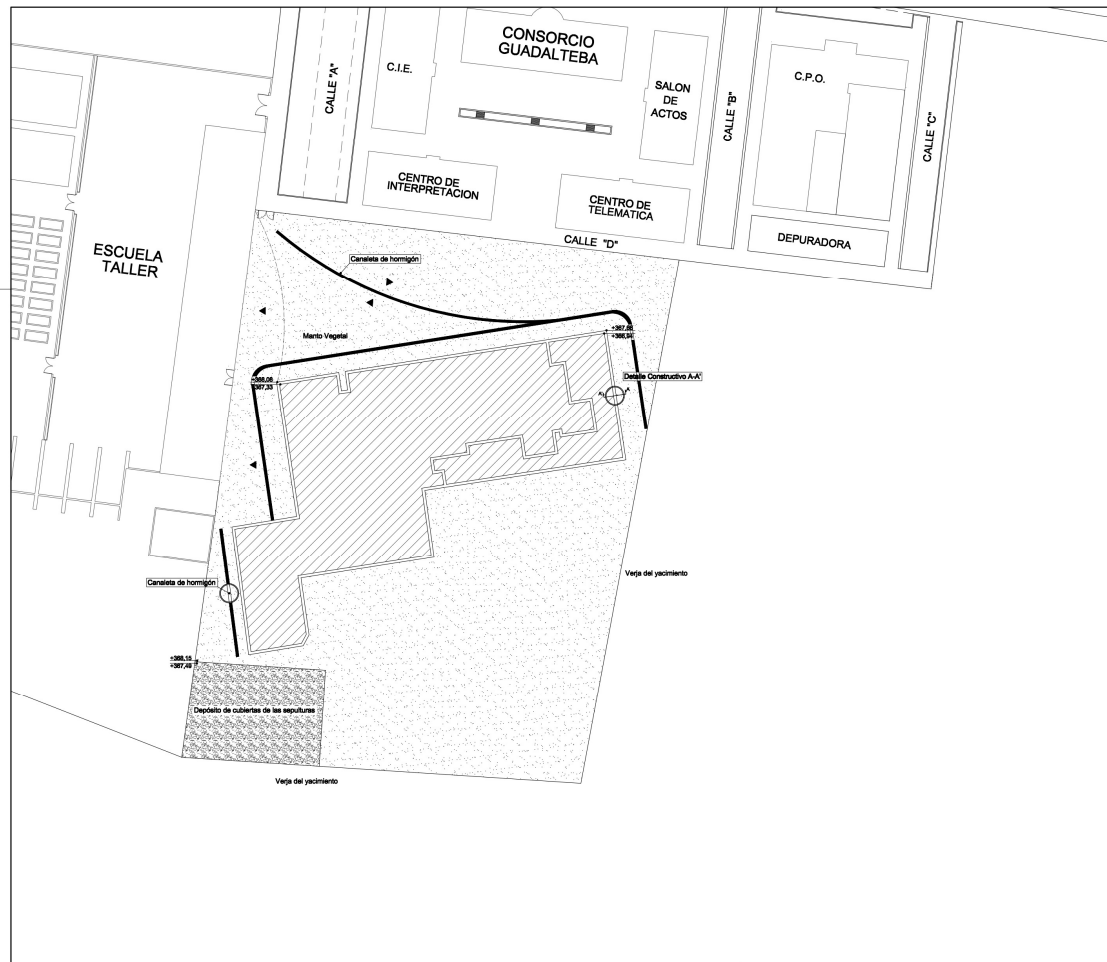 CONSORCIO
GUADALTEBA
C.I.E.
CALLE "A"
SALON
DE
ACTOS
CALLE "B"
C.P.O.
CALLE "C"
CENTRO DE
INTERPRETACION
CENTRO DE
TELEMATICA
CALLE "D"
DEPURADORA
ESCUELA
TALLER
Canaleta de hormigón
Manto Vegetal
+368,08
+367,33
Detalle Constructivo A-A'
Verja del yacimiento
Canaleta de hormigón
+368,15
+367,49
Depósito de cubiertas de las sepulturas
Verja del yacimiento